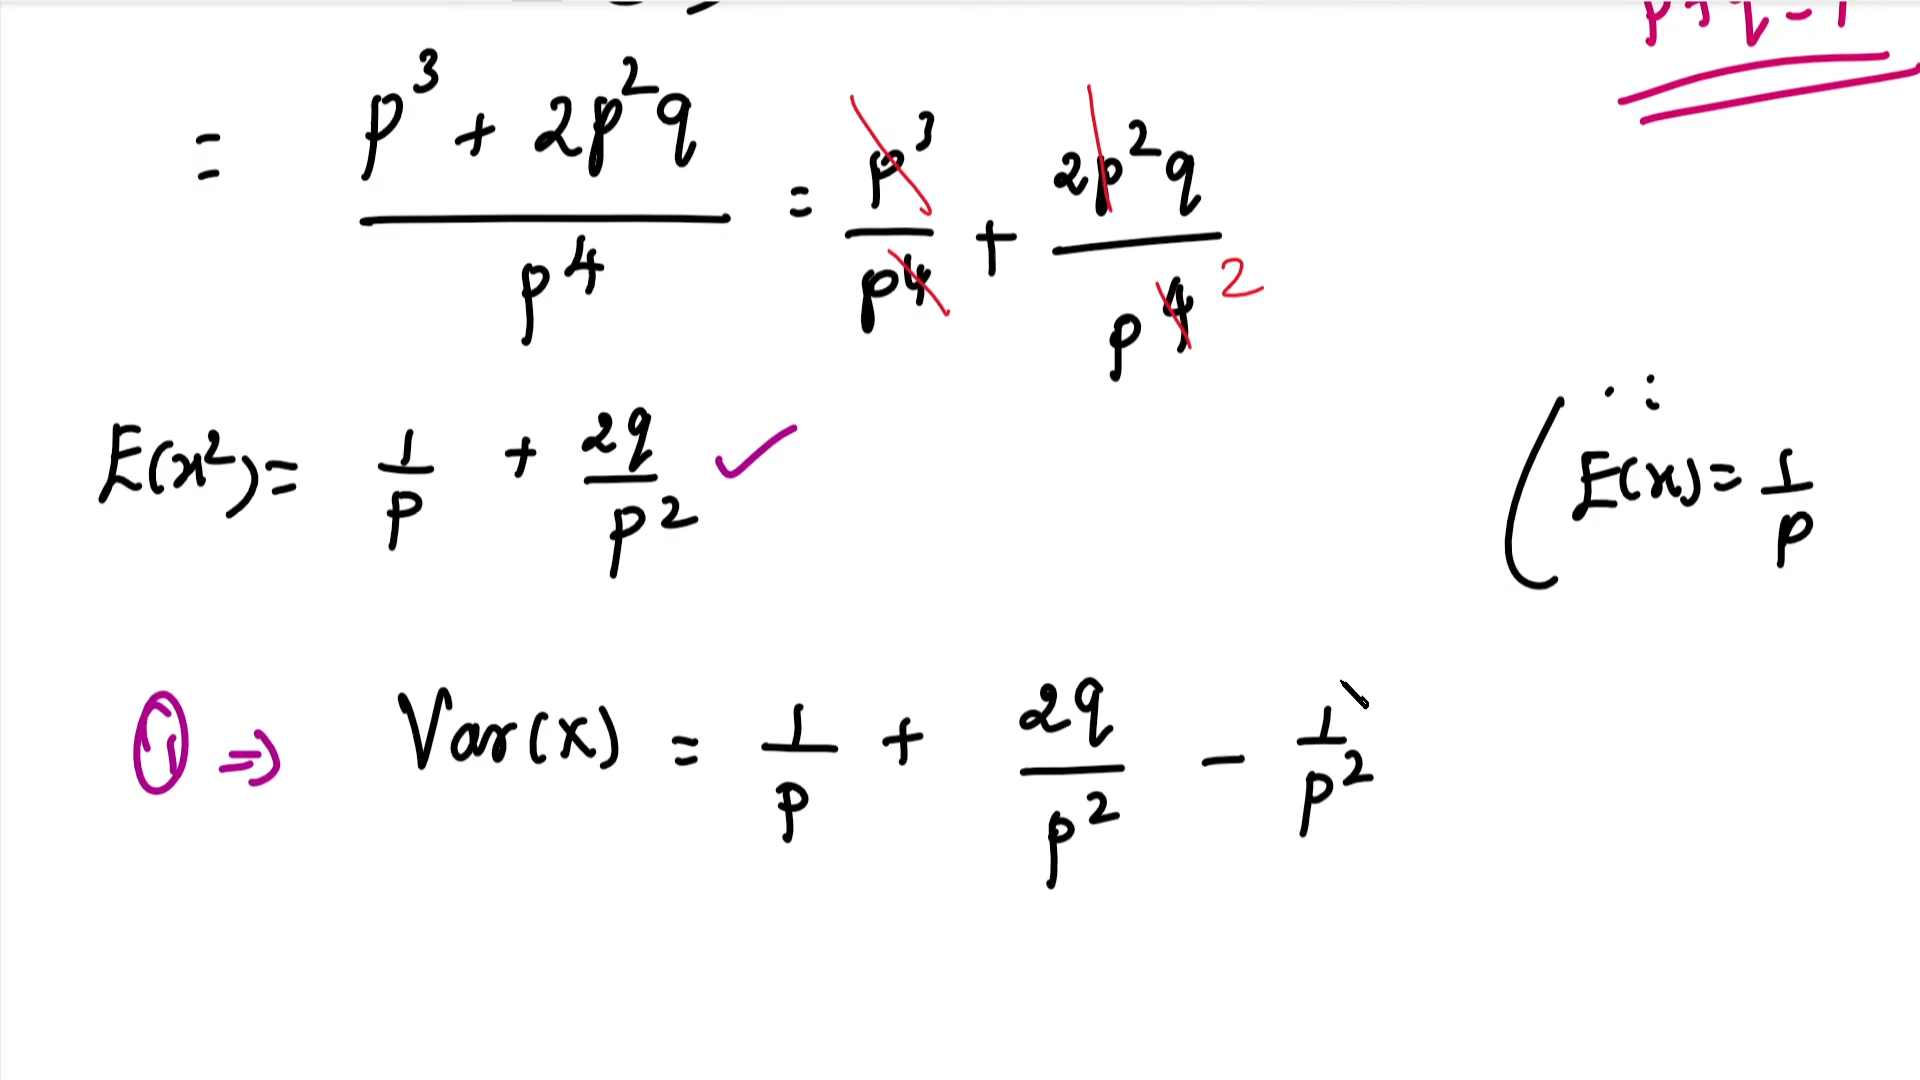 p + q = 1
= (p³ + 2p²q)/p⁴ = p³/p⁴ + 2p²q/p⁴ 2
E(x²) = 1/p + 2q/p² ✓ ( ∵ E(x) = 1/p
① ⇒ Var(X) = 1/p + 2q/p² − 1/p²